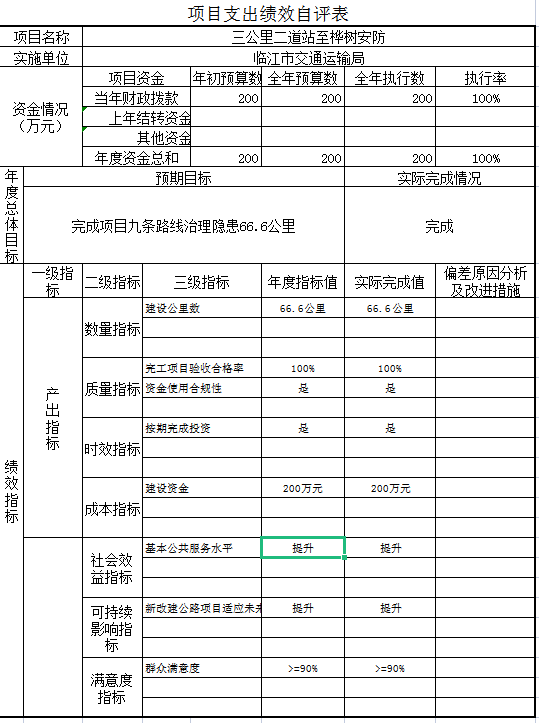 项目支出绩效自评表
项目名称 三公里二道站至桦树安防
实施单位 临江市交通运输局
资金情况
（万元）
项目资金 年初预算数 全年预算数 全年执行数 执行率
当年财政拨款 200 200 200 100%
上年结转资金
其他资金
年度资金总和 200 200 200 100%
年度总体目标
预期目标 实际完成情况
完成项目九条路线治理隐患66.6公里 完成
绩效指标
一级指标 二级指标 三级指标 年度指标值 实际完成值 偏差原因分析及改进措施
产出指标
数量指标 建设公里数 66.6公里 66.6公里
质量指标 完工项目验收合格率 100% 100%
资金使用合规性 是 是
时效指标 按期完成投资 是 是
成本指标 建设资金 200万元 200万元
社会效益指标 基本公共服务水平 提升 提升
可持续影响指标 新改建公路项目适应未来 提升 提升
满意度指标 群众满意度 >=90% >=90%